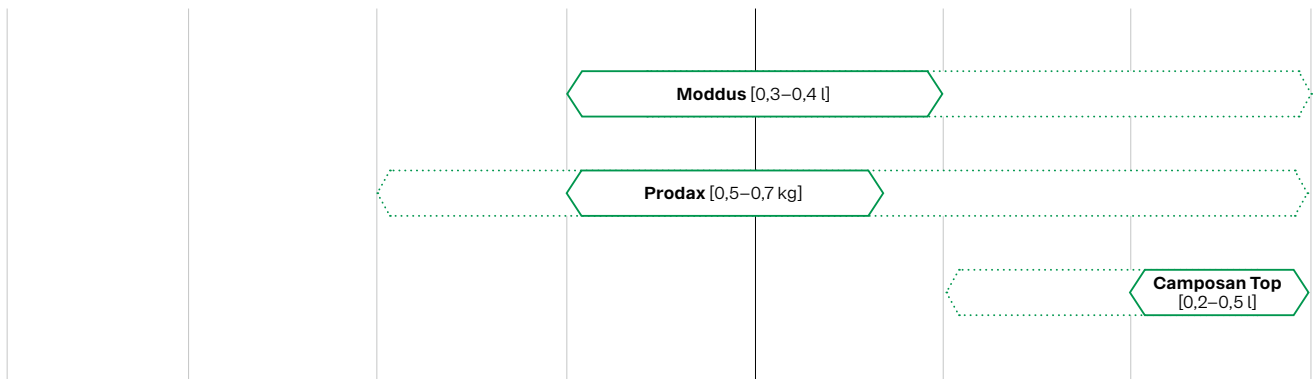 Moddus [0,3–0,4 l]
Prodax [0,5–0,7 kg]
Camposan Top
[0,2–0,5 l]